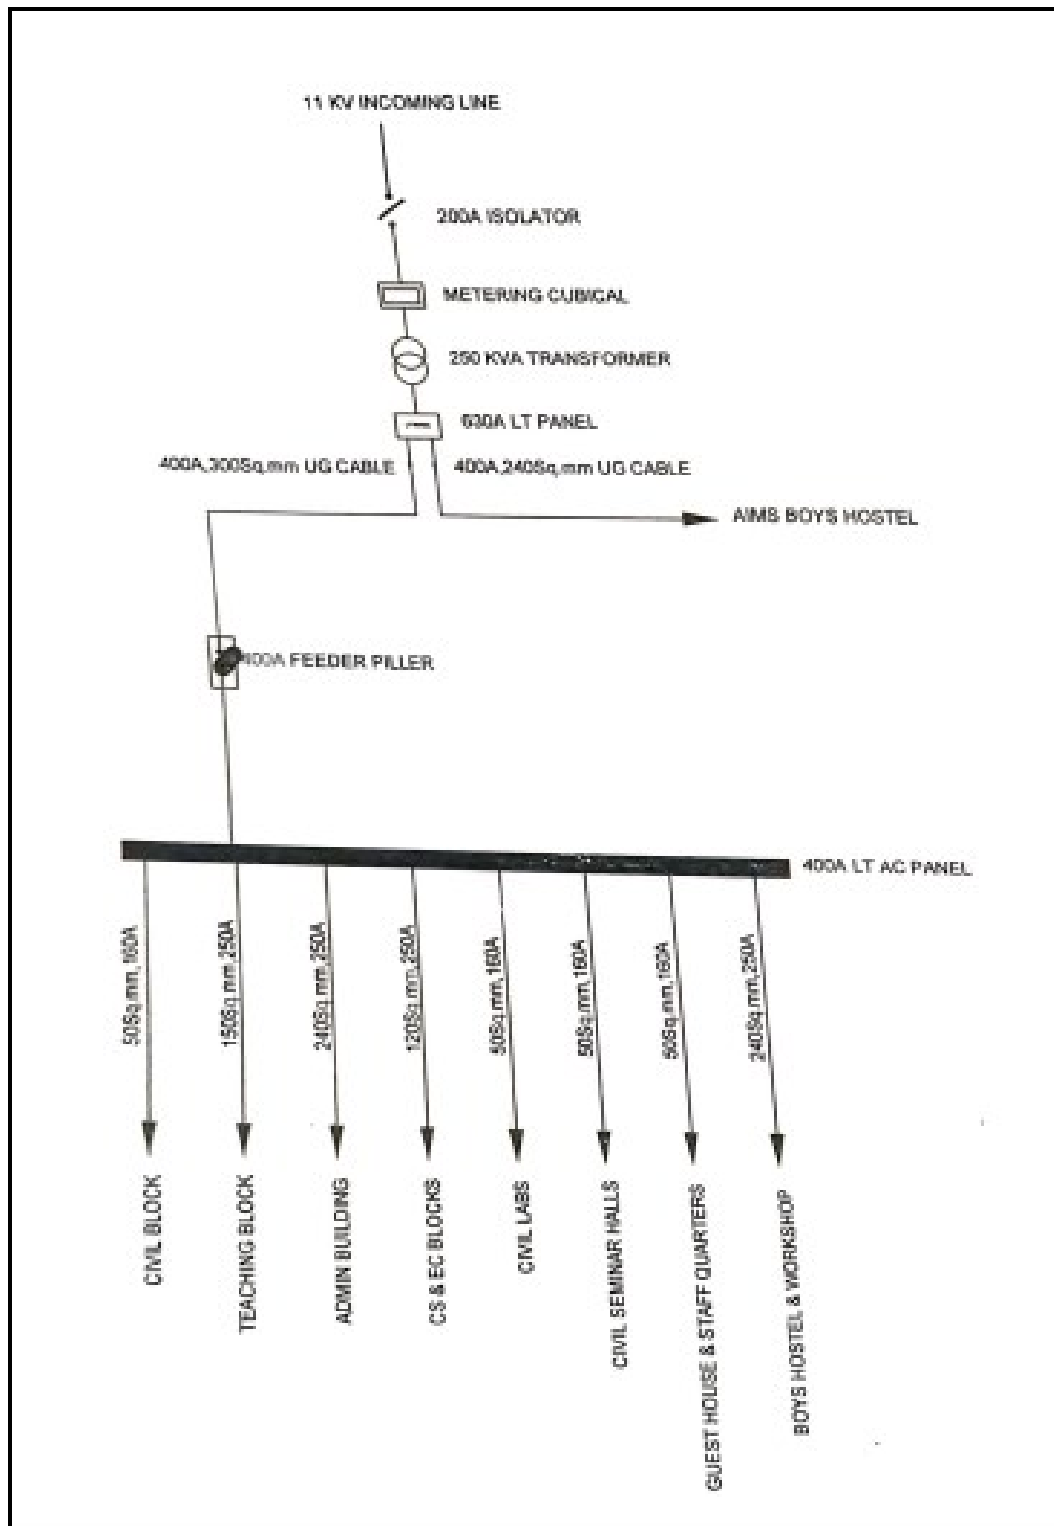 11 KV INCOMING LINE
200A ISOLATOR
METERING CUBICAL
250 KVA TRANSFORMER
630A LT PANEL
400A,300Sq,mm UG CABLE
400A,240Sq,mm UG CABLE
AIMS BOYS HOSTEL
400A FEEDER PILLER
400A LT AC PANEL
50Sq,mm,160A
150Sq,mm,250A
240Sq,mm,250A
120Sq,mm,250A
50Sq,mm,160A
50Sq,mm,160A
50Sq,mm,160A
240Sq,mm,250A
CIVIL BLOCK
TEACHING BLOCK
ADMIN BUILDING
CS & EC BLOCKS
CIVIL LABS
CIVIL SEMINAR HALLS
GUEST HOUSE & STAFF QUARTERS
BOYS HOSTEL & WORKSHOP